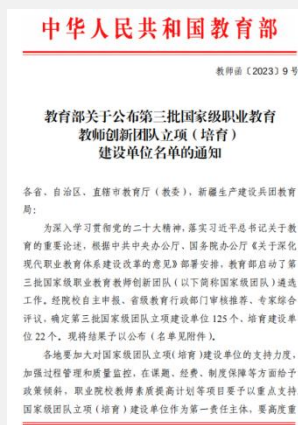 中华人民共和国教育部
教师函〔2023〕9号
教育部关于公布第三批国家级职业教育
教师创新团队立项（培育）
建设单位名单的通知
各省、自治区、直辖市教育厅（教委），新疆生产建设兵团教育
局：
为深入学习贯彻党的二十大精神，落实习近平总书记关于教
育的重要论述，根据中共中央办公厅、国务院办公厅《关于深化
现代职业教育体系建设改革的意见》部署安排，教育部启动了第
三批国家级职业教育教师创新团队（以下简称国家级团队）遴选
工作。经院校自主申报、省级教育行政部门审核推荐、专家综合
评议，确定第三批国家级团队立项建设单位125个、培育建设单
位22个。现将结果予以公布（名单见附件）。
各地要加大对国家级团队立项（培育）建设单位的支持力度，
加强过程管理和质量监控，在课题、经费、制度保障等方面给予
政策倾斜，职业院校教师素质提高计划等项目要予以重点支持
国家级团队立项（培育）建设单位作为第一责任主体，要高度重